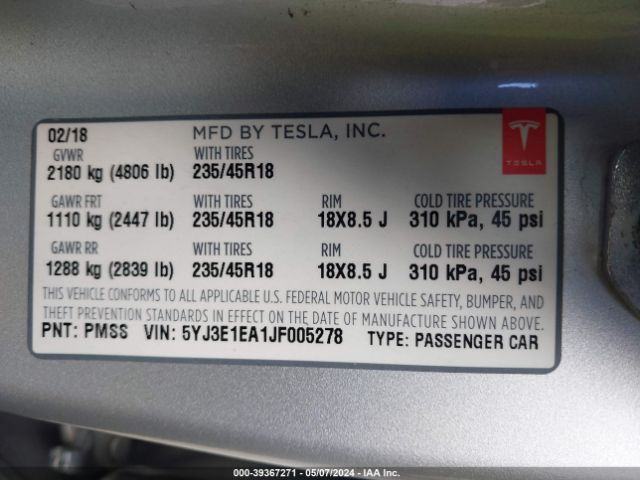 02/18 MFD BY TESLA, INC.
GVWR WITH TIRES
2180 kg (4806 lb) 235/45R18
TESLA
GAWR FRT WITH TIRES RIM COLD TIRE PRESSURE
1110 kg (2447 lb) 235/45R18 18X8.5 J 310 kPa, 45 psi
GAWR RR WITH TIRES RIM COLD TIRE PRESSURE
1288 kg (2839 lb) 235/45R18 18X8.5 J 310 kPa, 45 psi
THIS VEHICLE CONFORMS TO ALL APPLICABLE U.S. FEDERAL MOTOR VEHICLE SAFETY, BUMPER, AND
THEFT PREVENTION STANDARDS IN EFFECT ON THE DATE OF MANUFACTURE SHOWN ABOVE.
PNT: PMSS VIN: 5YJ3E1EA1JF005278 TYPE: PASSENGER CAR
000-39367271 - 05/07/2024 - IAA Inc.